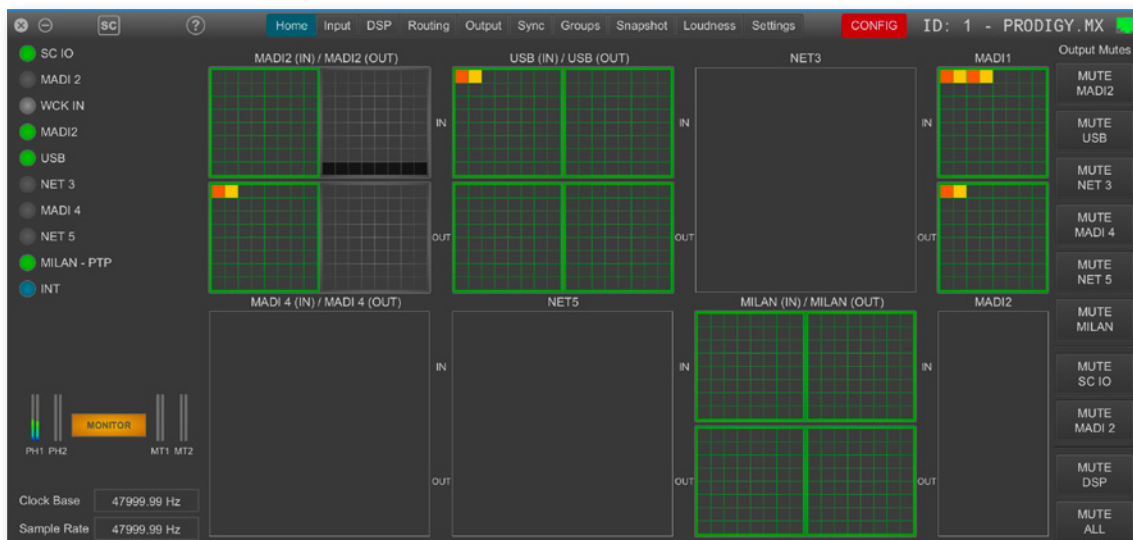 SC
?
Home Input DSP Routing Output Sync Groups Snapshot Loudness Settings
CONFIG
ID: 1 - PRODIGY.MX
SC IO
MADI 2
WCK IN
MADI2
USB
NET 3
MADI 4
NET 5
MILAN - PTP
INT
MADI2 (IN) / MADI2 (OUT)
USB (IN) / USB (OUT)
NET3
MADI1
IN
IN
IN
OUT
OUT
OUT
MADI 4 (IN) / MADI 4 (OUT)
NET5
MILAN (IN) / MILAN (OUT)
MADI2
IN
IN
IN
OUT
OUT
OUT
MONITOR
PH1 PH2
MT1 MT2
Clock Base 47999.99 Hz
Sample Rate 47999.99 Hz
Output Mutes
MUTE
MADI2
MUTE
USB
MUTE
NET 3
MUTE
MADI 4
MUTE
NET 5
MUTE
MILAN
MUTE
SC IO
MUTE
MADI 2
MUTE
DSP
MUTE
ALL